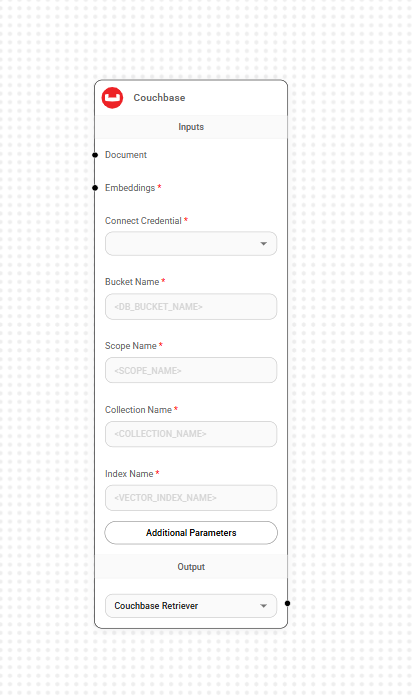 Couchbase
Inputs
Document
Embeddings *
Connect Credential *
Bucket Name *
<DB_BUCKET_NAME>
Scope Name *
<SCOPE_NAME>
Collection Name *
<COLLECTION_NAME>
Index Name *
<VECTOR_INDEX_NAME>
Additional Parameters
Output
Couchbase Retriever